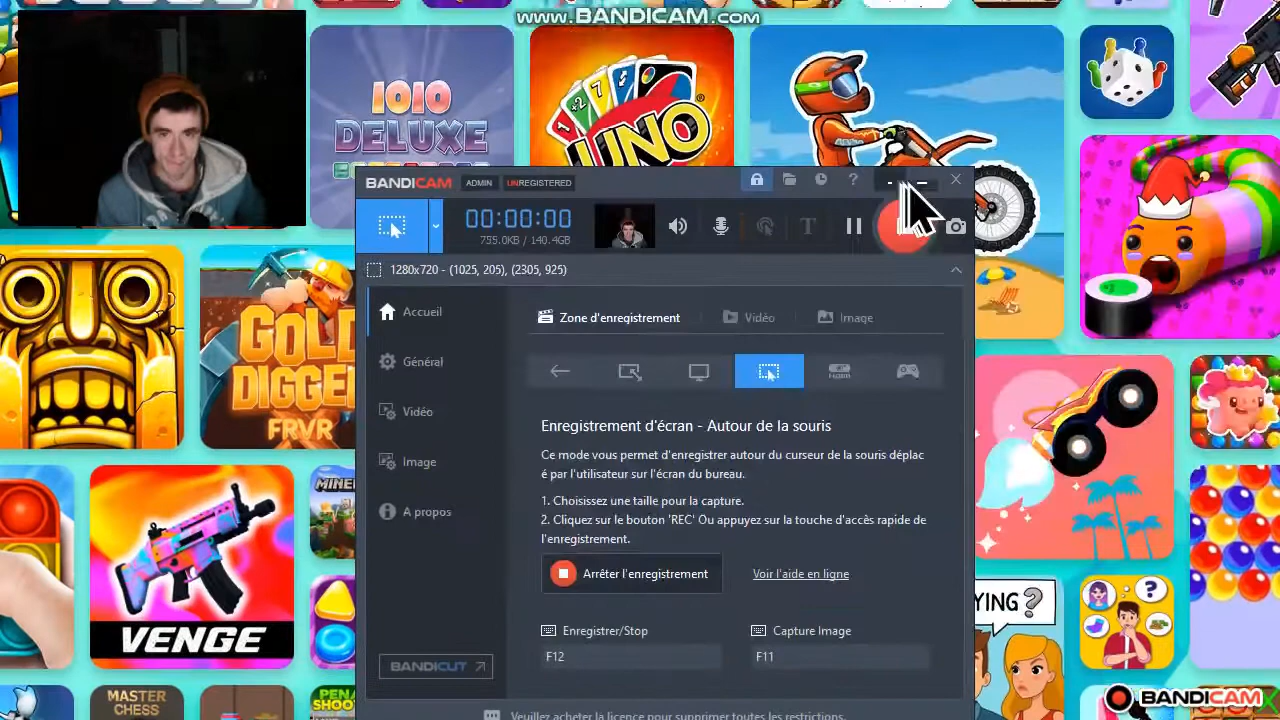 www.BANDICAM.com
1010
DELUXE
UNO
BANDICAM ADMIN UNREGISTERED
00:00:00
755.0KB / 140.4GB
1280x720 - (1025, 205), (2305, 925)
Accueil
Général
Vidéo
Image
A propos
BANDICUT
Zone d'enregistrement Vidéo Image
HDMI
Enregistrement d'écran - Autour de la souris
Ce mode vous permet d'enregistrer autour du curseur de la souris déplac
é par l'utilisateur sur l'écran du bureau.
1. Choisissez une taille pour la capture.
2. Cliquez sur le bouton 'REC' Ou appuyez sur la touche d'accès rapide de
l'enregistrement.
Arrêter l'enregistrement Voir l'aide en ligne
Enregistrer/Stop Capture Image
F12 F11
Veuillez acheter la licence pour supprimer toutes les restrictions.
GOLD
DIGGER
FRVR
VENGE
MASTER
CHESS
YING?
BANDICAM